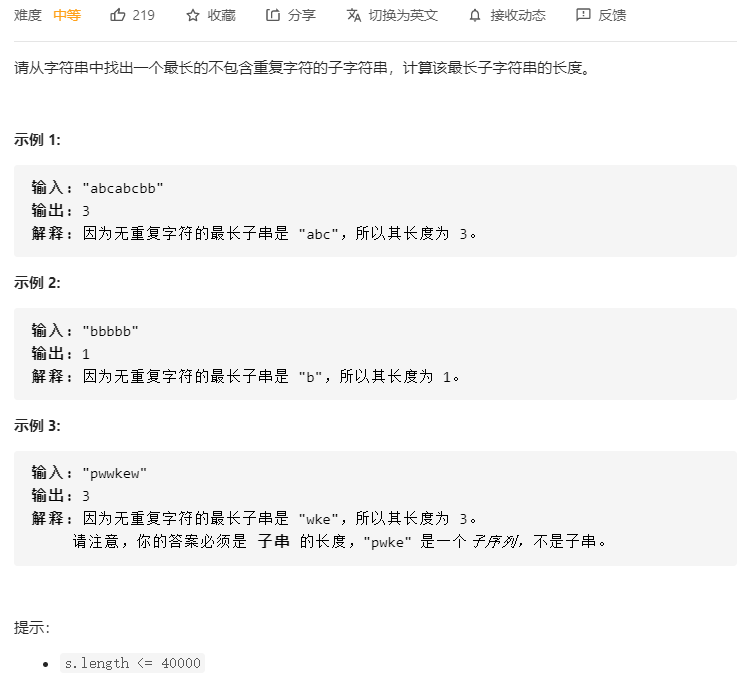 难度 中等 219 收藏 分享 切换为英文 接收动态 反馈
请从字符串中找出一个最长的不包含重复字符的子字符串，计算该最长子字符串的长度。
示例 1:
输入: "abcabcbb"
输出: 3
解释: 因为无重复字符的最长子串是 "abc"，所以其长度为 3。
示例 2:
输入: "bbbbb"
输出: 1
解释: 因为无重复字符的最长子串是 "b"，所以其长度为 1。
示例 3:
输入: "pwwkew"
输出: 3
解释: 因为无重复字符的最长子串是 "wke"，所以其长度为 3。
请注意，你的答案必须是 子串 的长度，"pwke" 是一个子序列，不是子串。
提示：
• s.length <= 40000